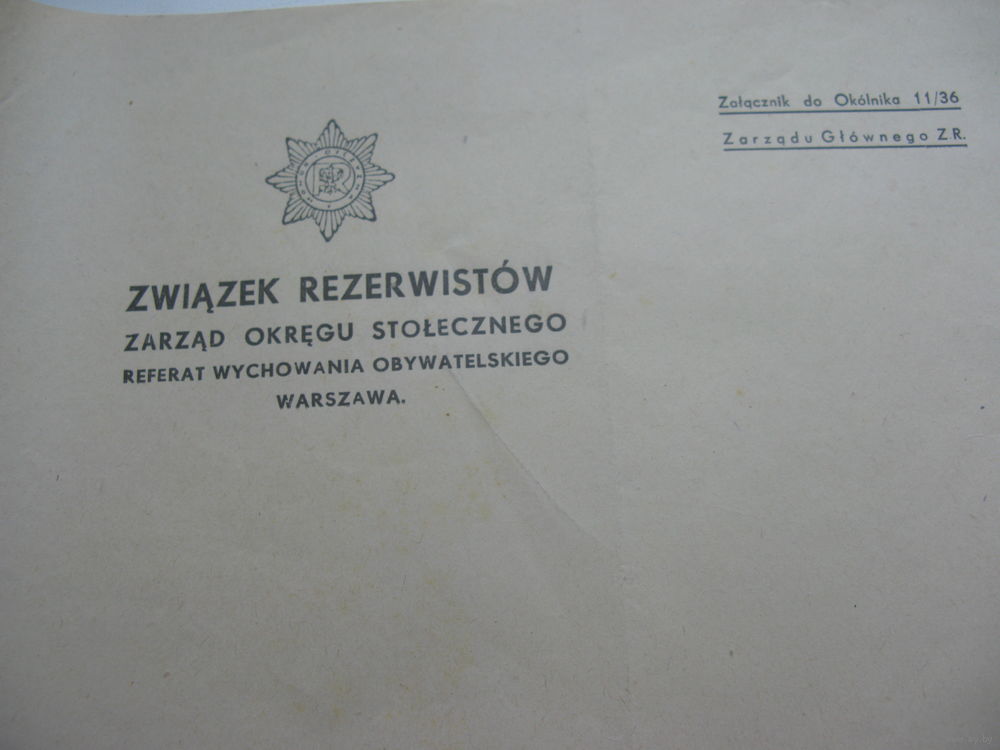 Załącznik do Okólnika 11/36
Zarządu Głównego Z.R.
ZWIĄZEK REZERWISTÓW
ZARZĄD OKRĘGU STOŁECZNEGO
REFERAT WYCHOWANIA OBYWATELSKIEGO
WARSZAWA.